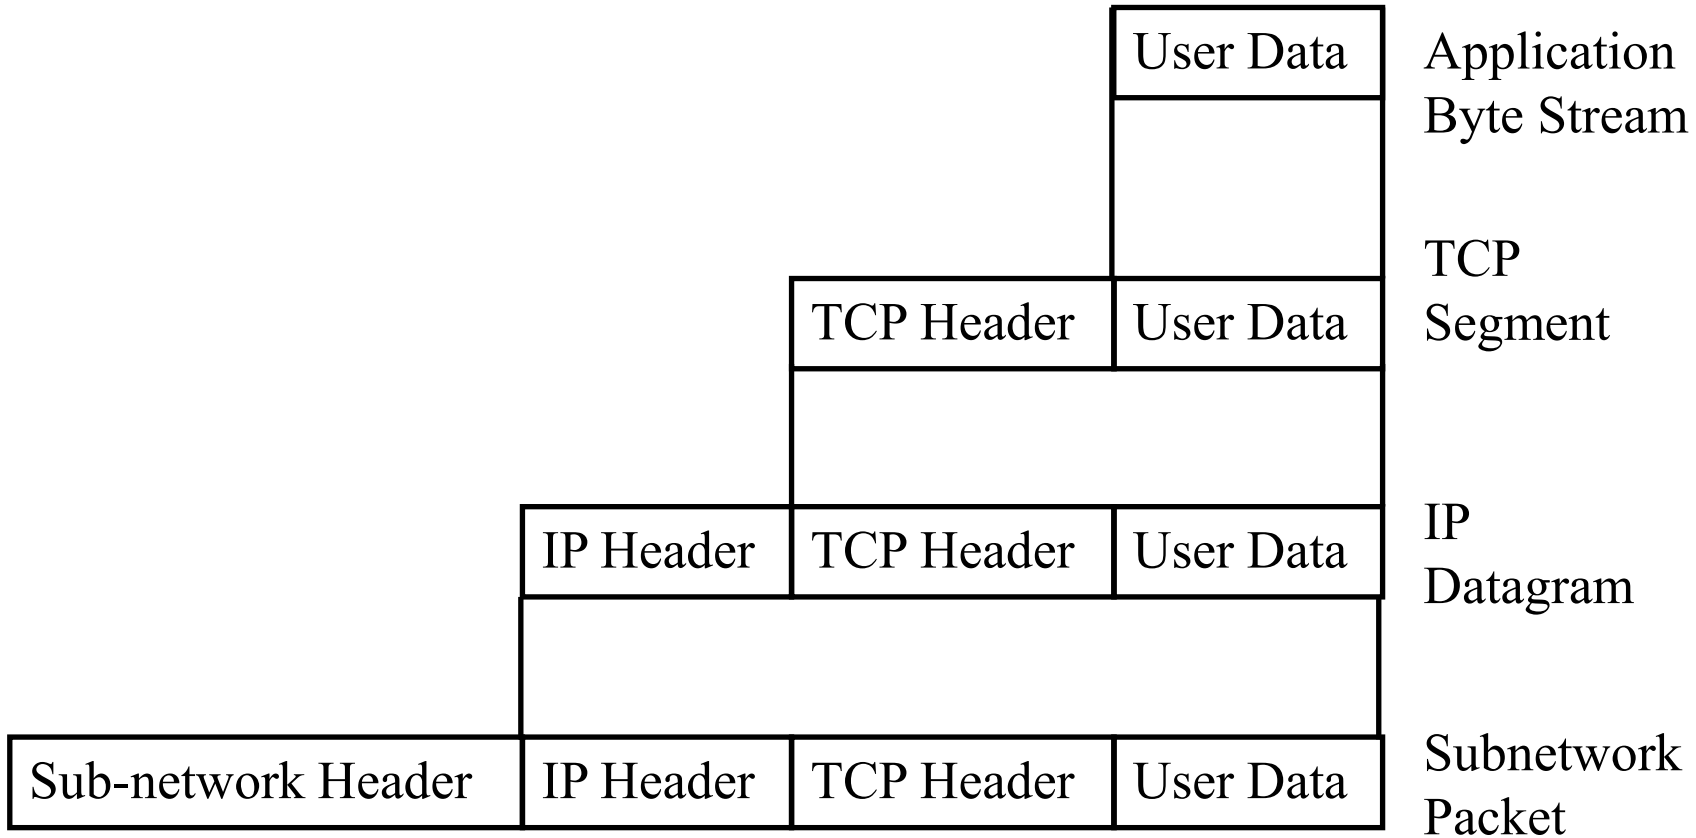 User Data
Application
Byte Stream
TCP Header
User Data
TCP
Segment
IP Header
TCP Header
User Data
IP
Datagram
Sub-network Header
IP Header
TCP Header
User Data
Subnetwork
Packet